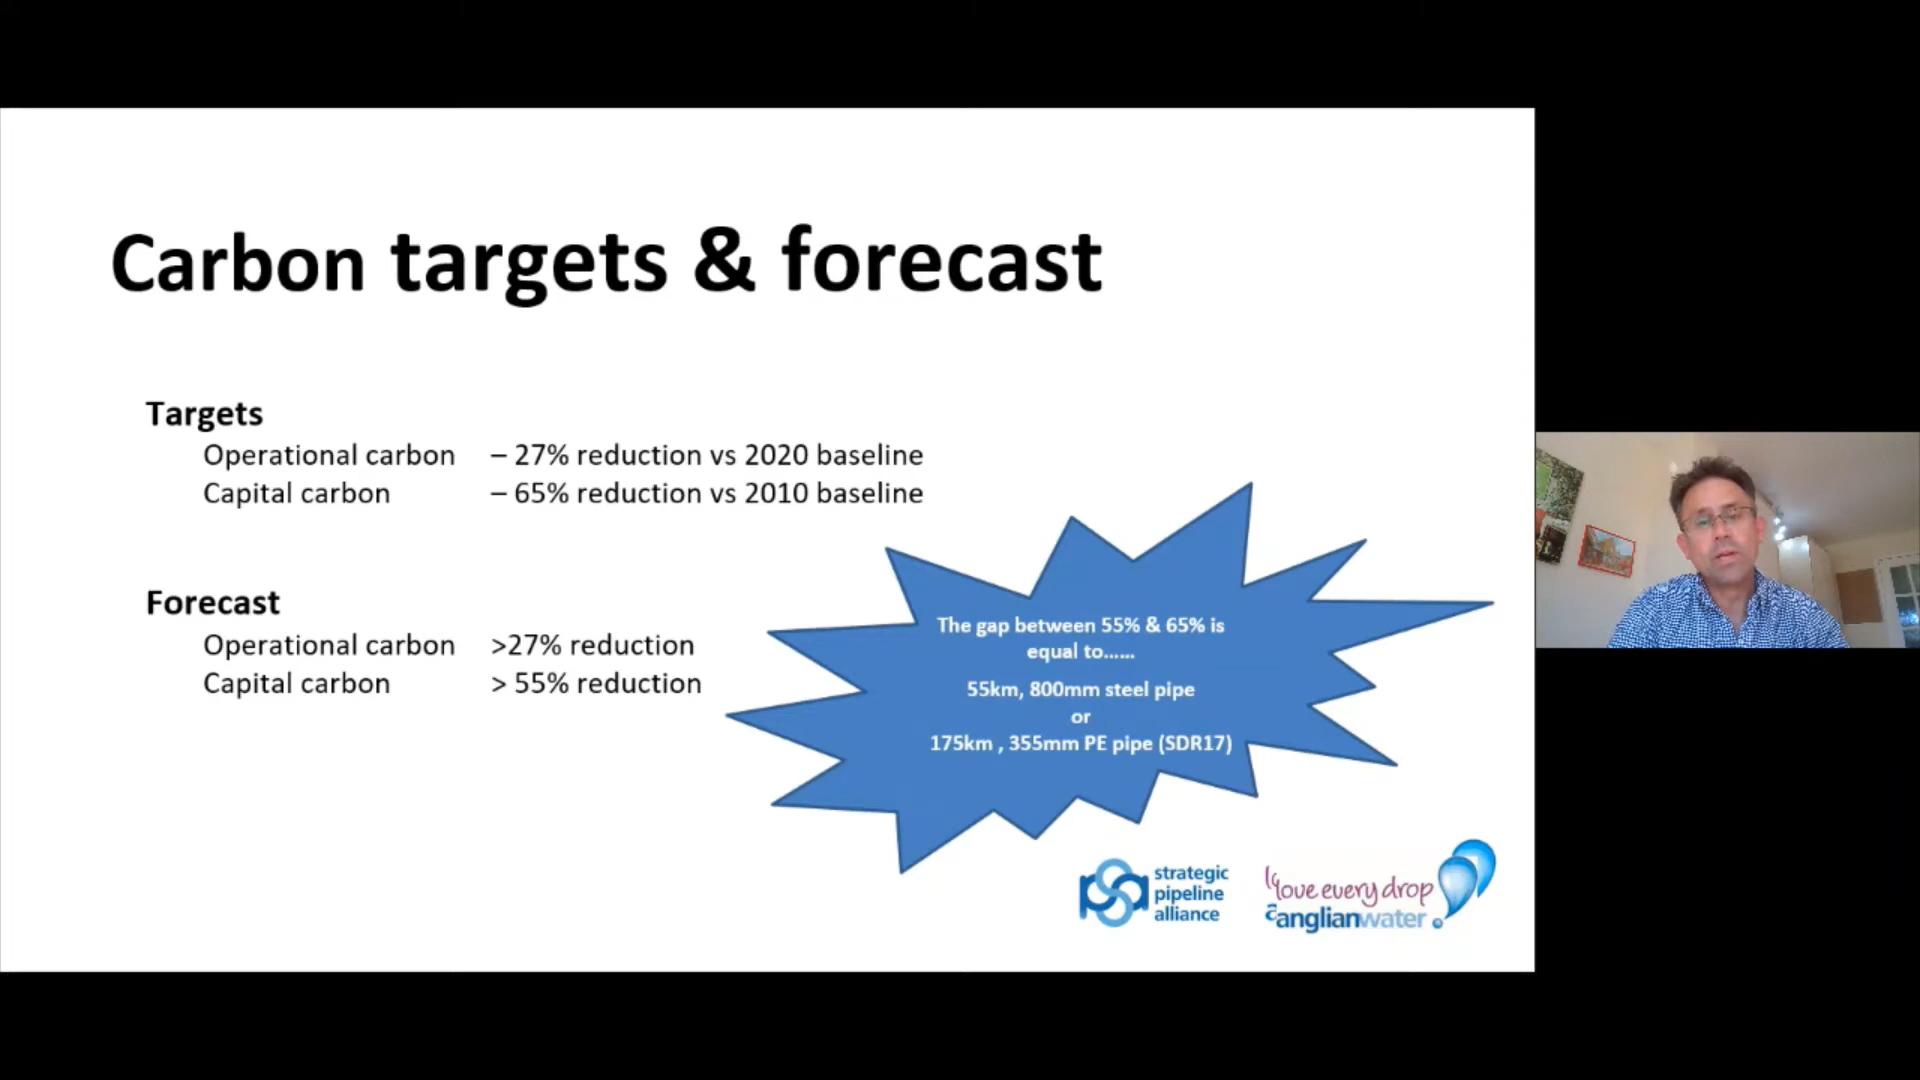 Carbon targets & forecast
Targets
Operational carbon – 27% reduction vs 2020 baseline
Capital carbon – 65% reduction vs 2010 baseline
Forecast
Operational carbon >27% reduction
Capital carbon > 55% reduction
The gap between 55% & 65% is
equal to......
55km, 800mm steel pipe
or
175km , 355mm PE pipe (SDR17)
strategic
pipeline
alliance
love every drop
anglianwater